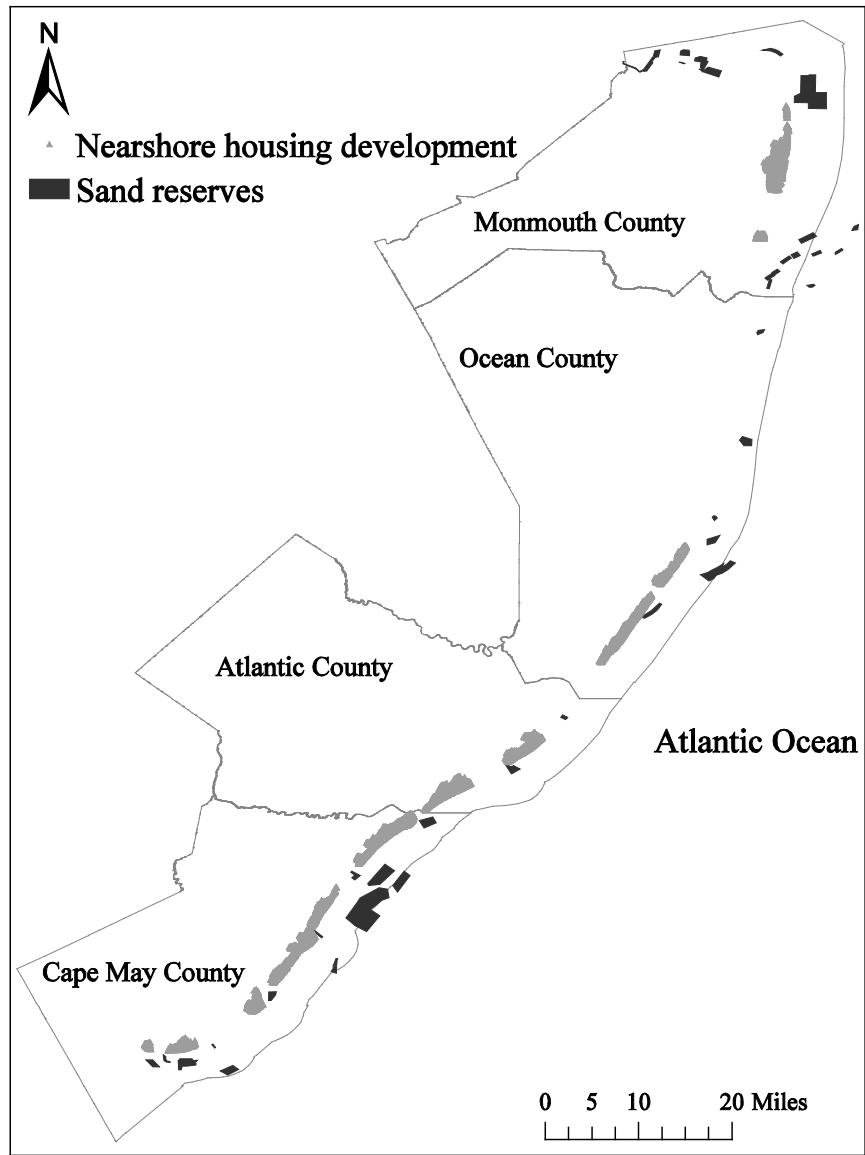 N
Nearshore housing development
Sand reserves
Monmouth County
Ocean County
Atlantic County
Atlantic Ocean
Cape May County
0 5 10 20 Miles